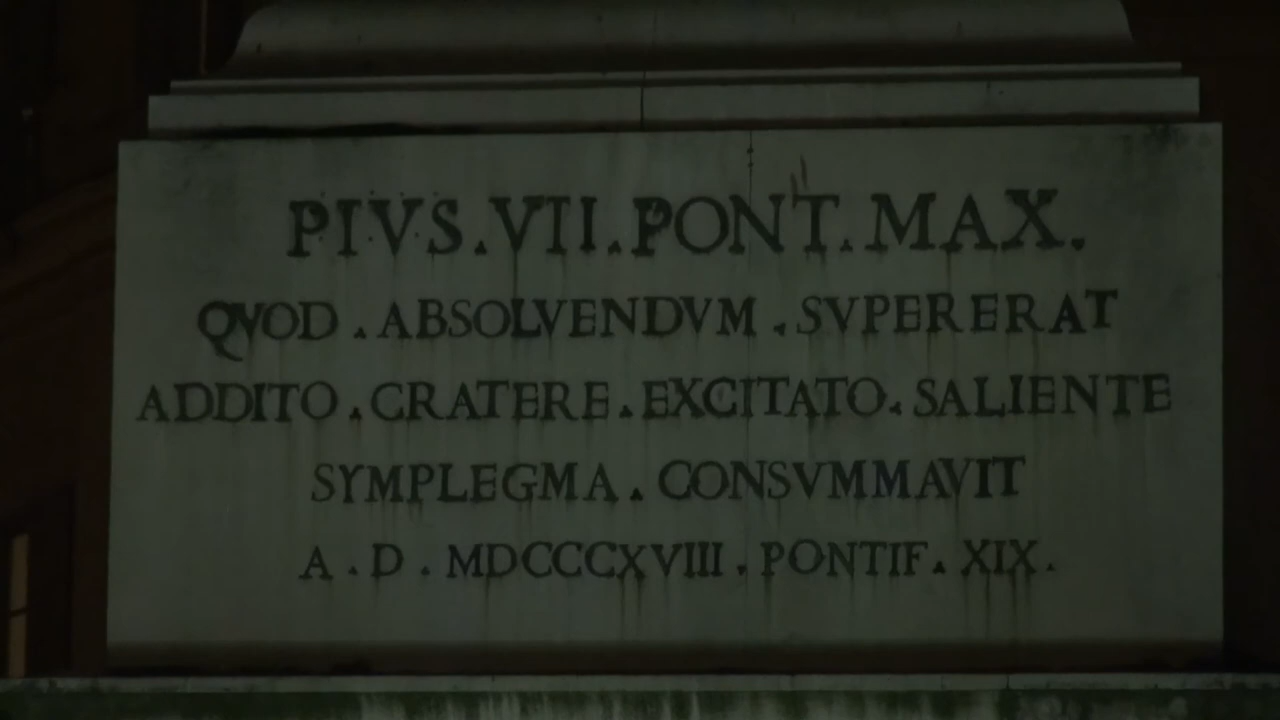 PIVS.VII.PONT.MAX.
QVOD.ABSOLVENDVM.SVPERERAT
ADDITO.CRATERE.EXCITATO.SALIENTE
SYMPLEGMA.CONSVMMAVIT
A.D.MDCCCXVIII.PONTIF.XIX.